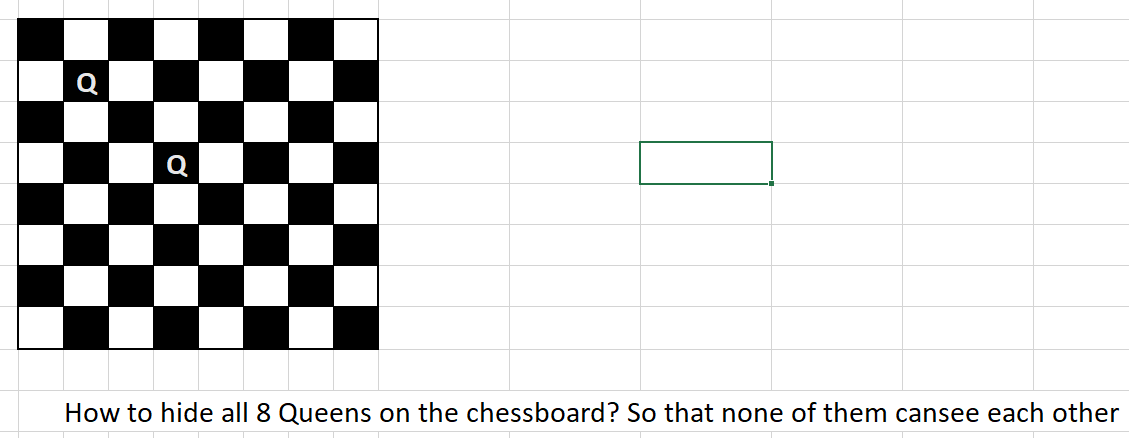 Q
Q
How to hide all 8 Queens on the chessboard? So that none of them cansee each other